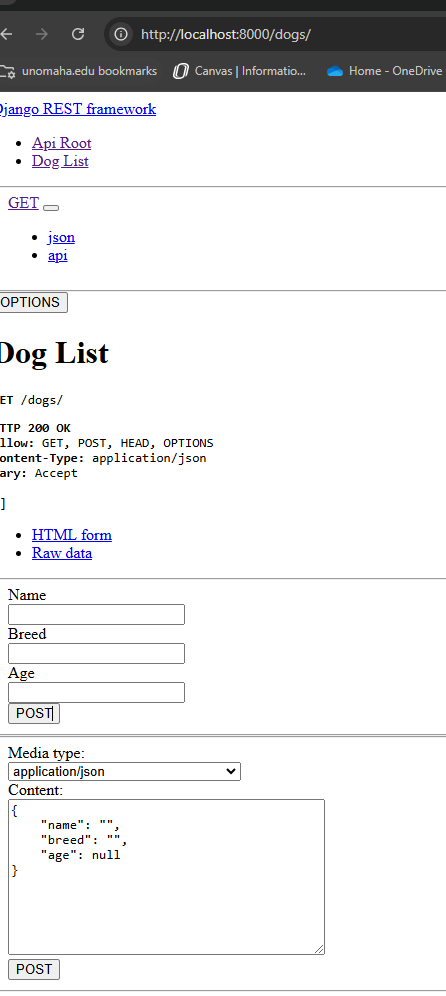 http://localhost:8000/dogs/
unomaha.edu bookmarks Canvas | Informatio... Home - OneDrive
Django REST framework
Api Root
Dog List
GET
json
api
OPTIONS
Dog List
ET /dogs/
TTP 200 OK
llow: GET, POST, HEAD, OPTIONS
ontent-Type: application/json
ary: Accept
]
HTML form
Raw data
Name
Breed
Age
POST
Media type:
application/json
Content:
{
"name": "",
"breed": "",
"age": null
}
POST